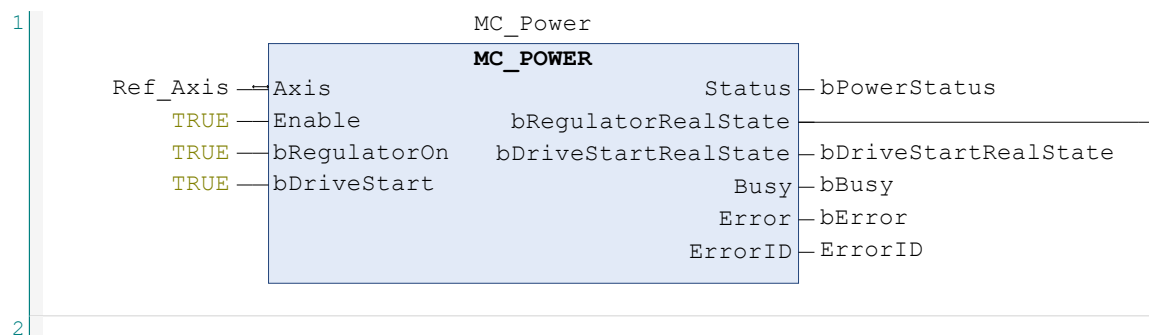 1
MC_Power
MC_POWER
Ref_Axis Axis Status bPowerStatus
TRUE Enable bRegulatorRealState
TRUE bRegulatorOn bDriveStartRealState bDriveStartRealState
TRUE bDriveStart Busy bBusy
Error bError
ErrorID ErrorID
2